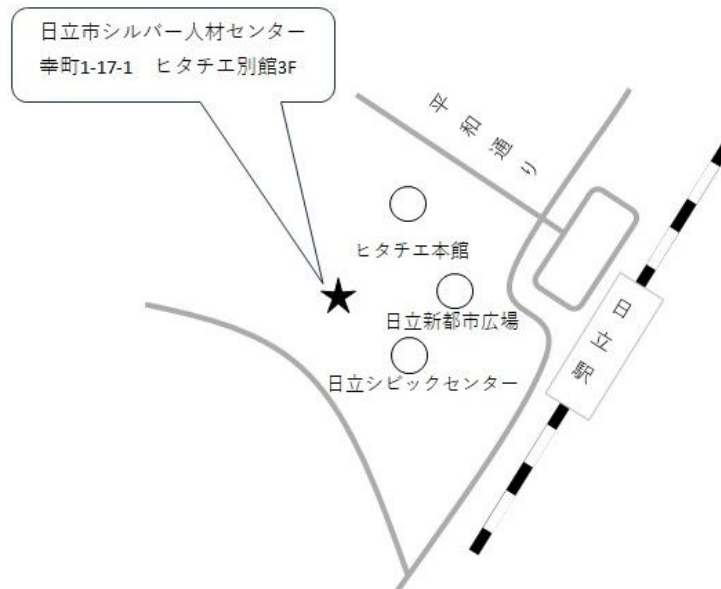 日立市シルバー人材センター
幸町1-17-1　ヒタチエ別館3F
平和通り
ヒタチエ本館
日立新都市広場
日立シビックセンター
日立駅